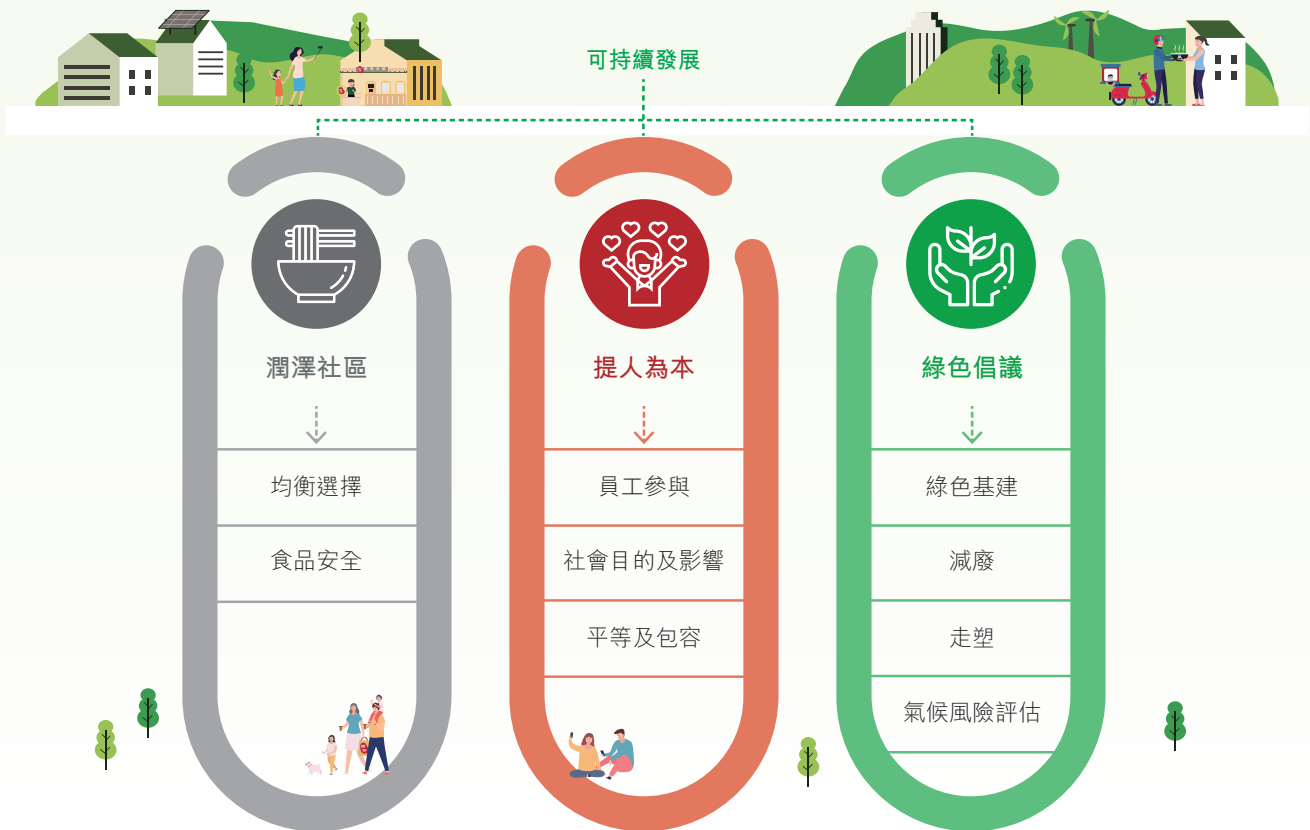 可持續發展
潤澤社區
均衡選擇
食品安全
提人為本
員工參與
社會目的及影響
平等及包容
綠色倡議
綠色基建
減廢
走塑
氣候風險評估